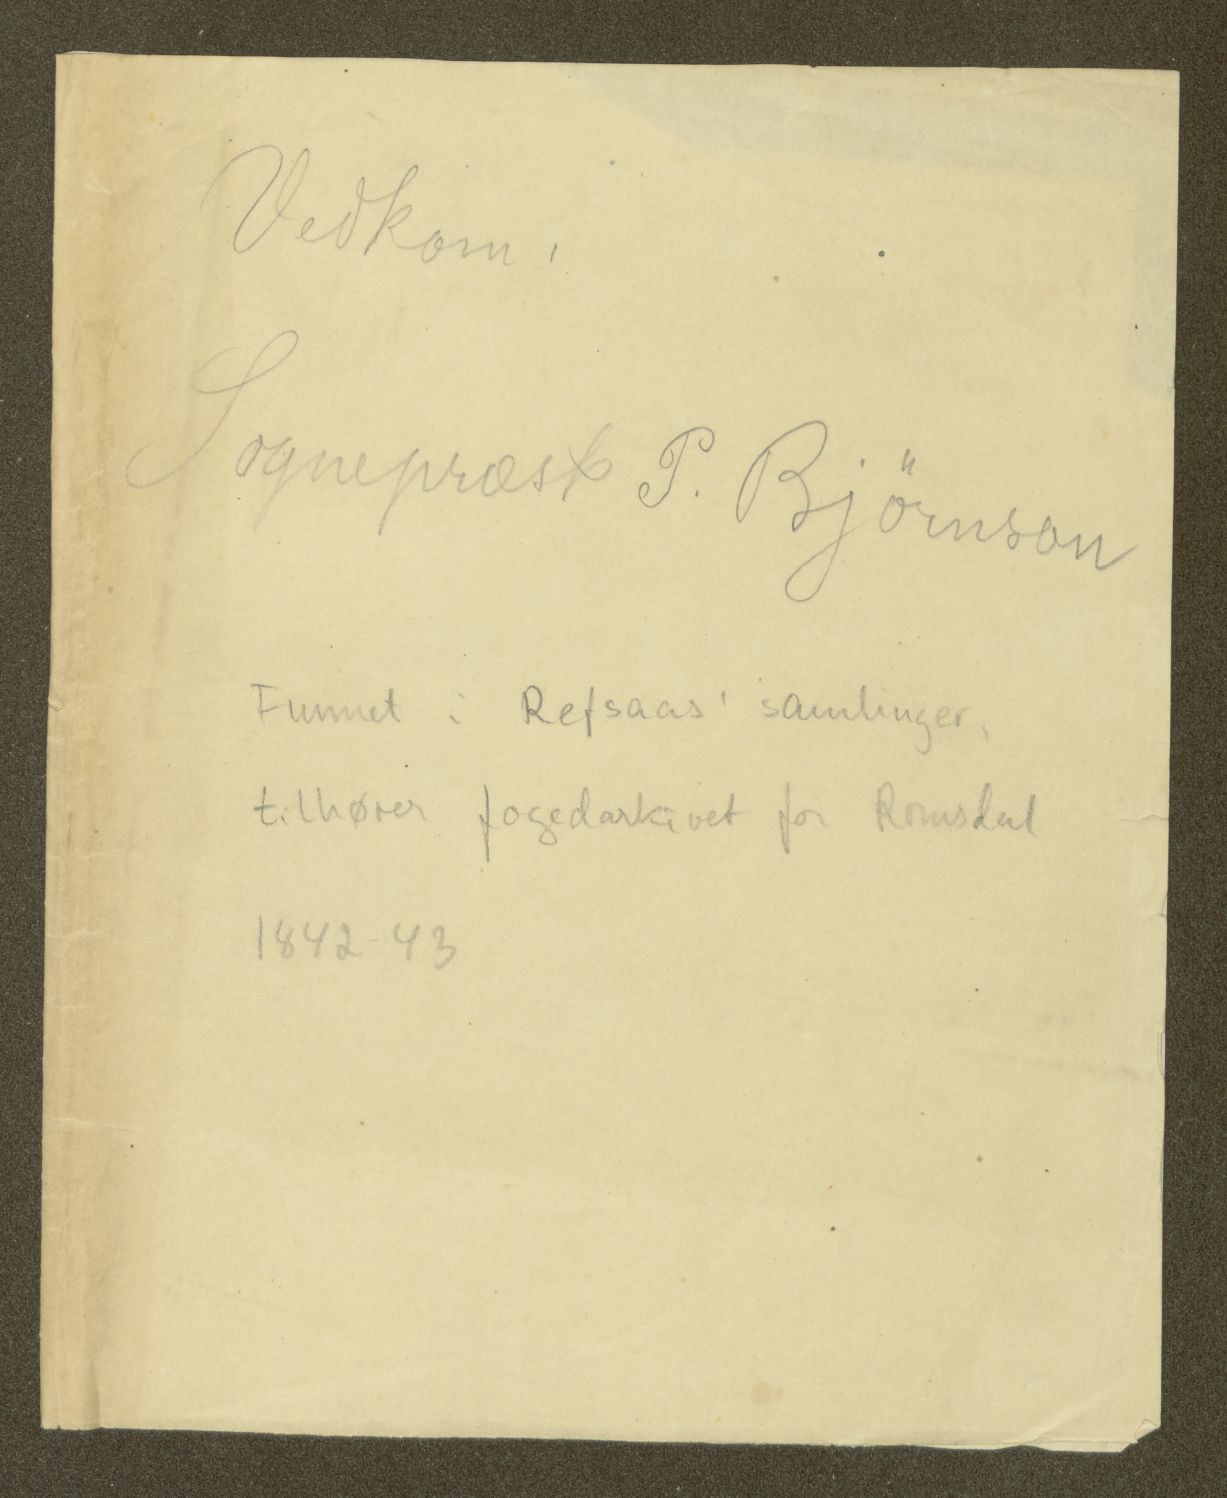 Vedkom.
Sognepræst P. Björnson
Funnet i Refsaas' samlinger,
tilhører fogedarkivet for Romsdal
1842-43